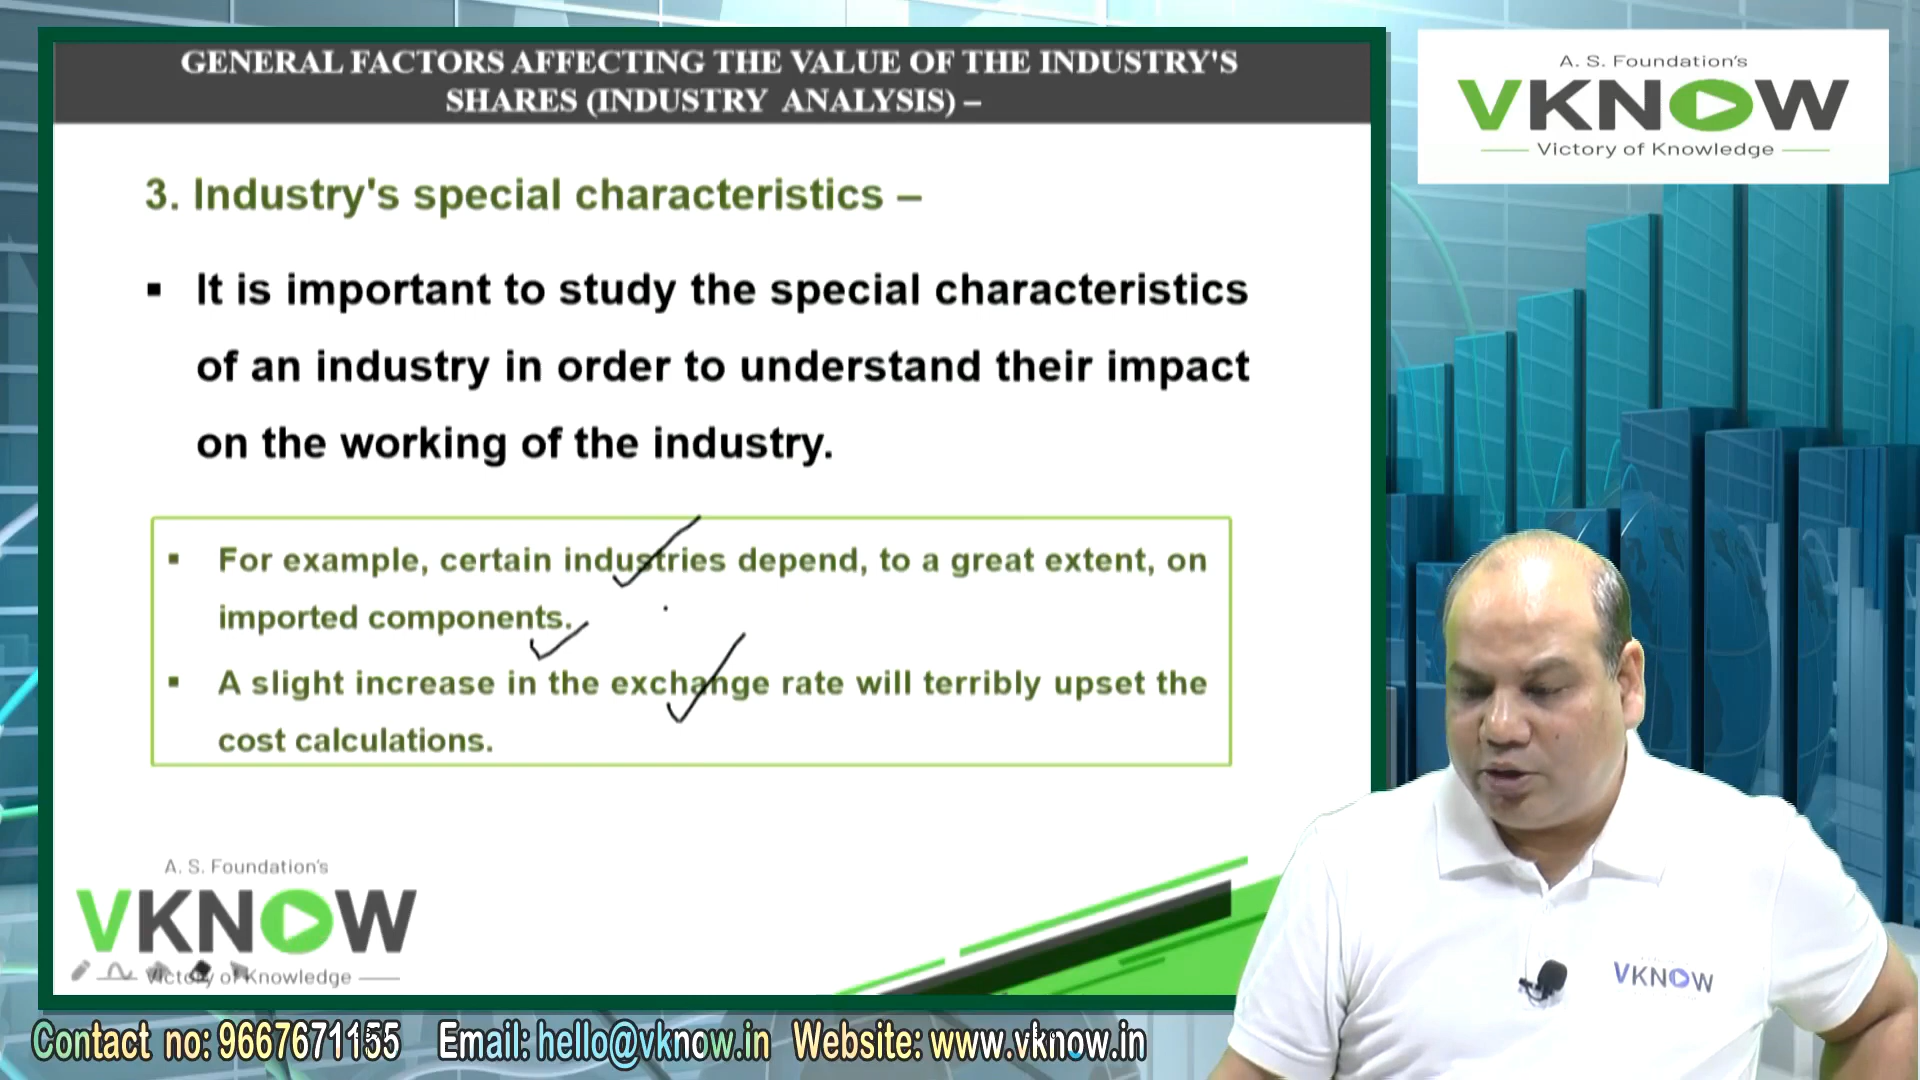 GENERAL FACTORS AFFECTING THE VALUE OF THE INDUSTRY'S
SHARES (INDUSTRY ANALYSIS) –
A. S. Foundation's
VKNOW
Victory of Knowledge
3. Industry's special characteristics –
▪ It is important to study the special characteristics
of an industry in order to understand their impact
on the working of the industry.
▪ For example, certain industries depend, to a great extent, on
imported components.
▪ A slight increase in the exchange rate will terribly upset the
cost calculations.
A. S. Foundation's
VKNOW
Victory of Knowledge
VKNOW
Contact no: 9667671155 Email: hello@vknow.in Website: www.vknow.in